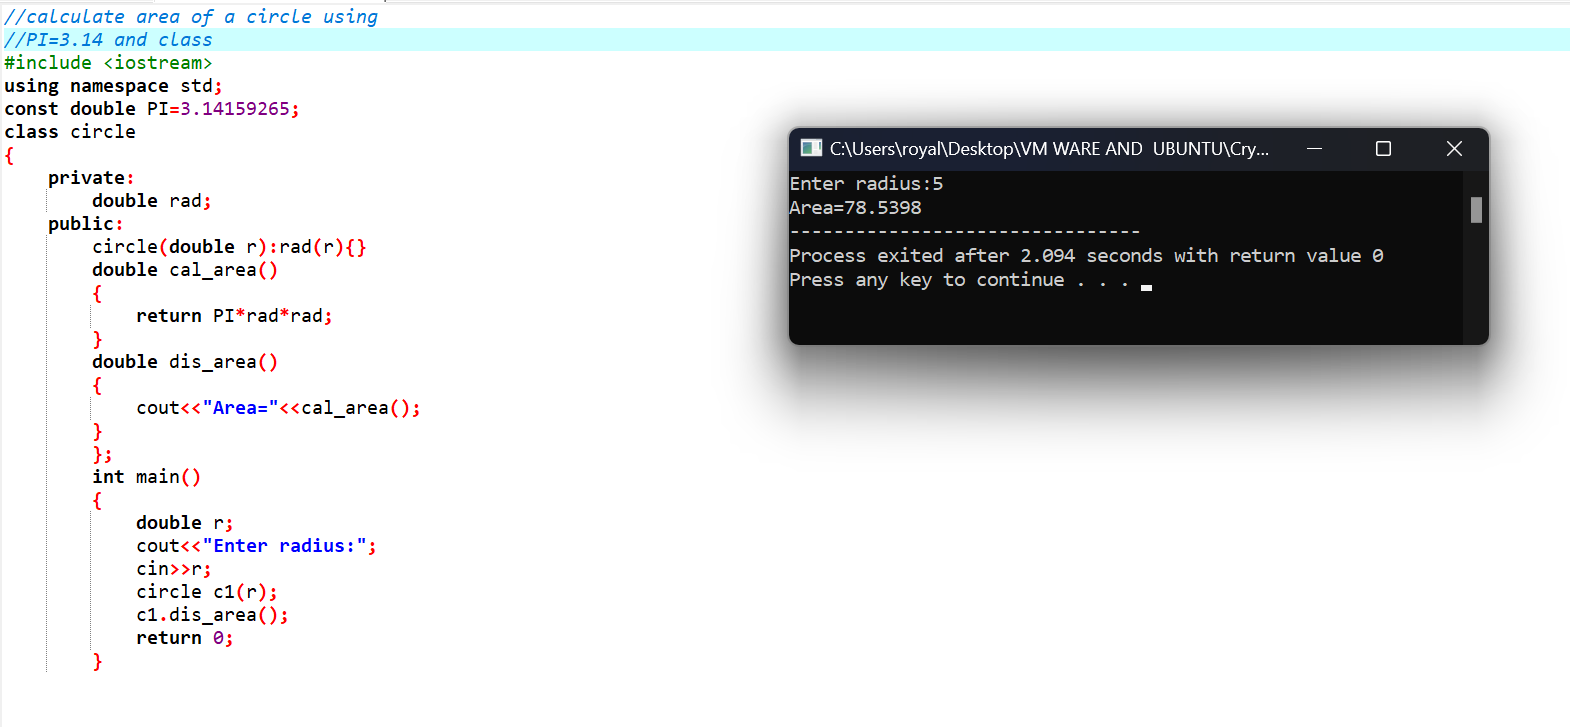 //calculate area of a circle using
//PI=3.14 and class
#include <iostream>
using namespace std;
const double PI=3.14159265;
class circle
{
    private:
        double rad;
    public:
        circle(double r):rad(r){}
        double cal_area()
        {
            return PI*rad*rad;
        }
        double dis_area()
        {
            cout<<"Area="<<cal_area();
        }
        };
        int main()
        {
            double r;
            cout<<"Enter radius:";
            cin>>r;
            circle c1(r);
            c1.dis_area();
            return 0;
        }
C:\Users\royal\Desktop\VM WARE AND  UBUNTU\Cry...
Enter radius:5
Area=78.5398
--------------------------------
Process exited after 2.094 seconds with return value 0
Press any key to continue . . .